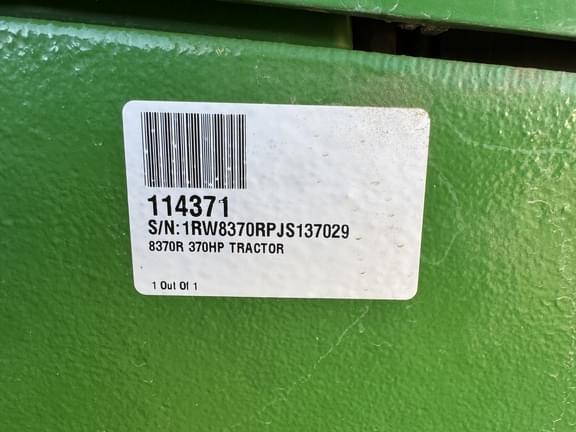 114371
S/N:1RW8370RPJS137029
8370R 370HP TRACTOR
1 Out Of 1